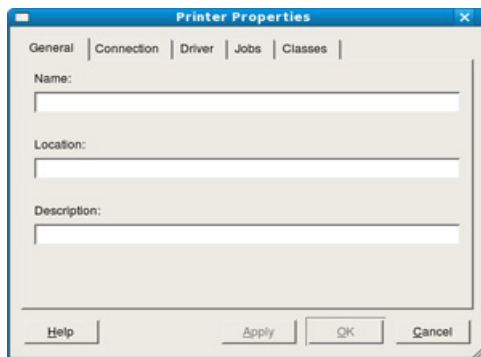 Printer Properties
General Connection Driver Jobs Classes
Name:
Location:
Description:
Help Apply OK Cancel